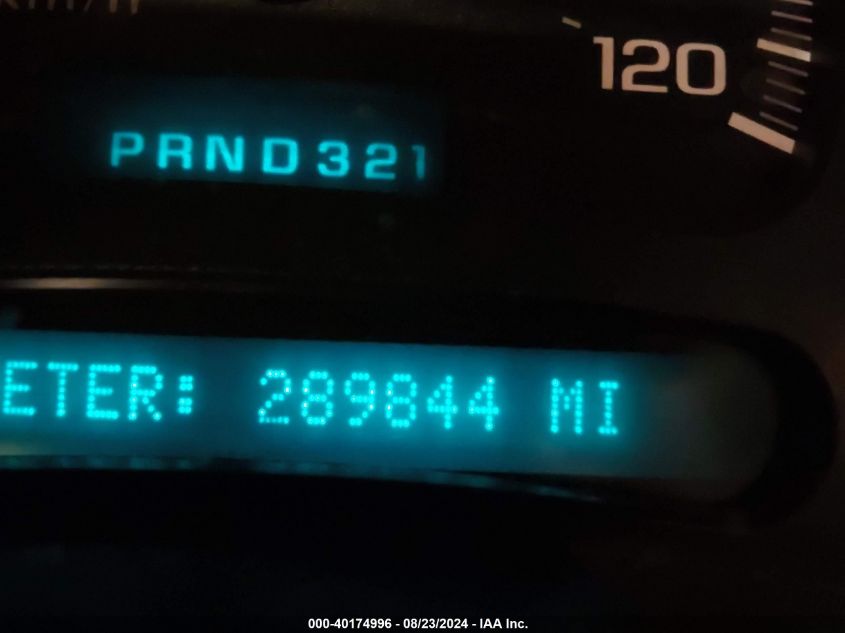 120
PRND321
ETER: 289844 MI
000-40174996 - 08/23/2024 - IAA Inc.